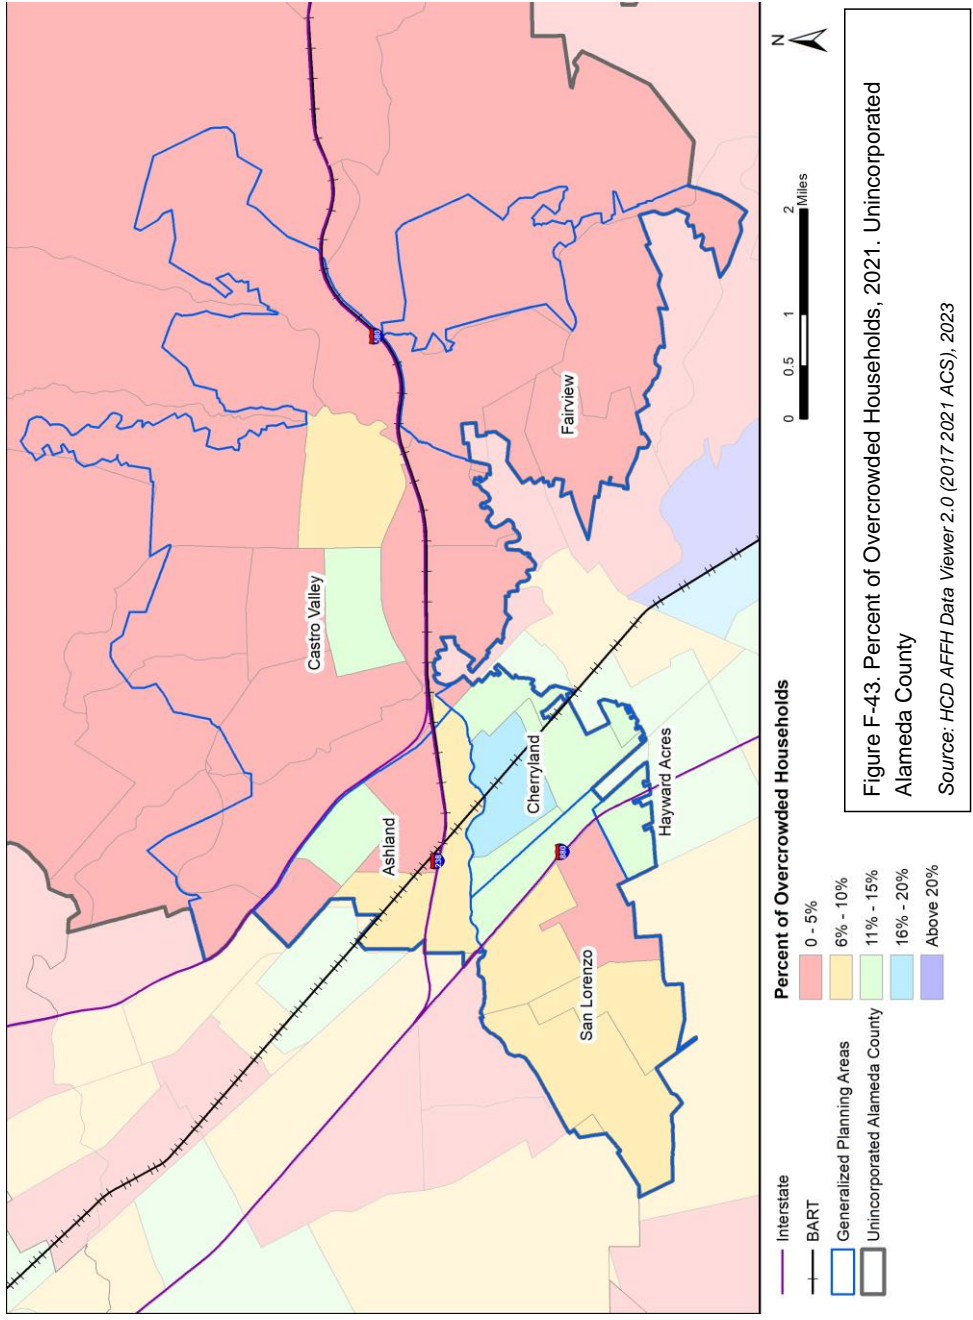 Castro Valley
Ashland
Cherryland
Fairview
Hayward Acres
San Lorenzo
580
238
880
N
0 0.5 1 2
Miles
Interstate
BART
Generalized Planning Areas
Unincorporated Alameda County
Percent of Overcrowded Households
0 - 5%
6% - 10%
11% - 15%
16% - 20%
Above 20%
Figure F-43. Percent of Overcrowded Households, 2021. Unincorporated
Alameda County
Source: HCD AFFH Data Viewer 2.0 (2017 2021 ACS), 2023